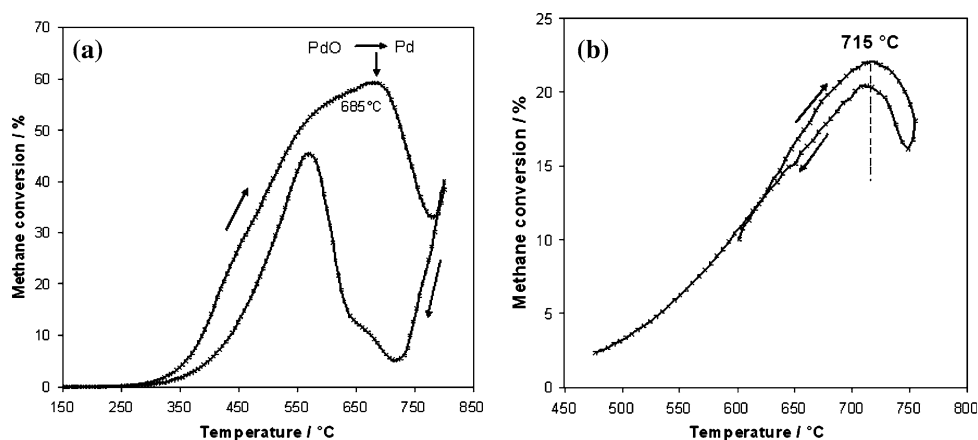 (a)
PdO → Pd
685°C
Methane conversion / %
70
60
50
40
30
20
10
0
150 250 350 450 550 650 750 850
Temperature / °C
(b)
715 °C
Methane conversion / %
25
20
15
10
5
0
450 500 550 600 650 700 750 800
Temperature / °C